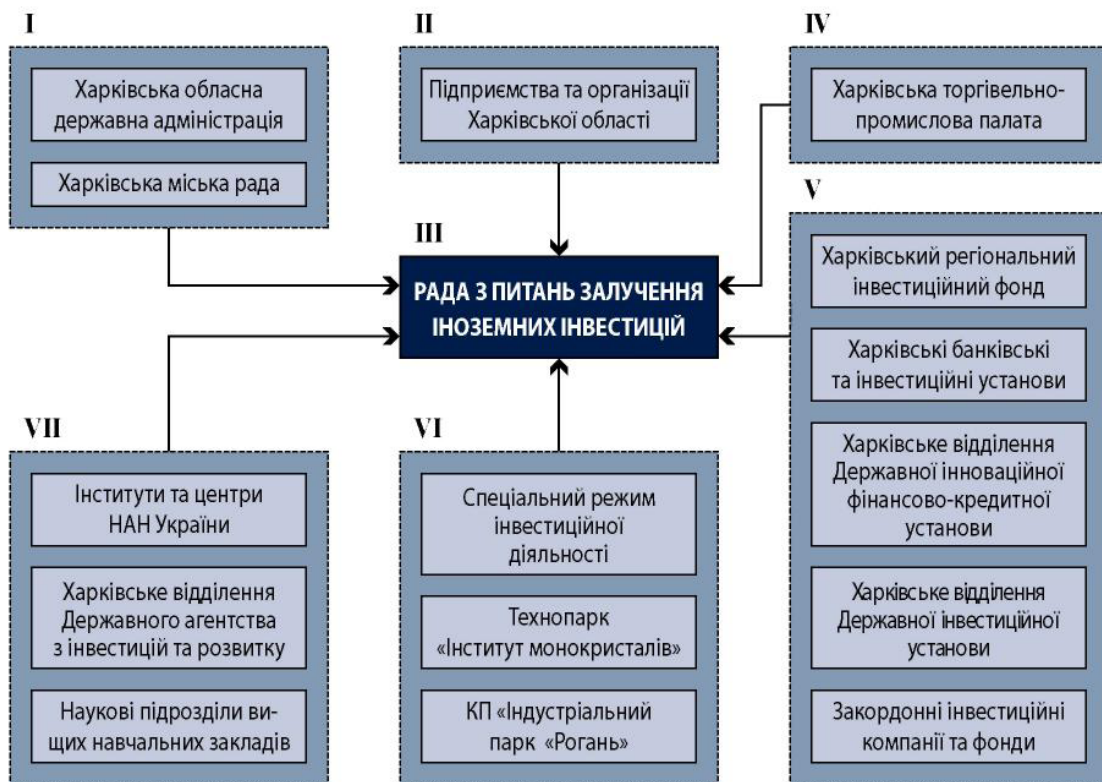 I
Харківська обласна
державна адміністрація
Харківська міська рада
II
Підприємства та організації
Харківської області
IV
Харківська торгівельно-
промислова палата
III
РАДА З ПИТАНЬ ЗАЛУЧЕННЯ
ІНОЗЕМНИХ ІНВЕСТИЦІЙ
V
Харківський регіональний
інвестиційний фонд
Харківські банківські
та інвестиційні установи
Харківське відділення
Державної інноваційної
фінансово-кредитної
установи
Харківське відділення
Державної інвестиційної
установи
Закордонні інвестиційні
компанії та фонди
VII
Інститути та центри
НАН України
Харківське відділення
Державного агентства
з інвестицій та розвитку
Наукові підрозділи ви-
щих навчальних закладів
VI
Спеціальний режим
інвестиційної
діяльності
Технопарк
«Інститут монокристалів»
КП «Індустріальний
парк «Рогань»